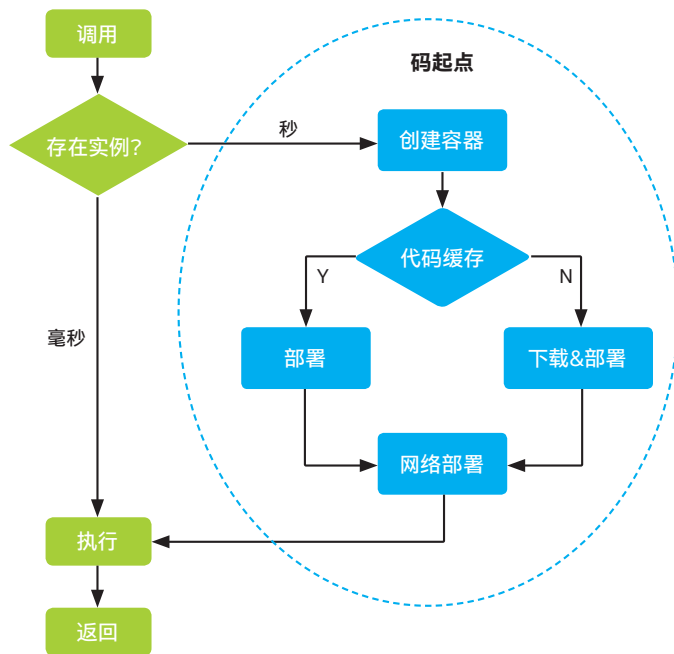 调用
码起点
存在实例?
秒
创建容器
代码缓存
Y
N
毫秒
部署
下载&部署
网络部署
执行
返回